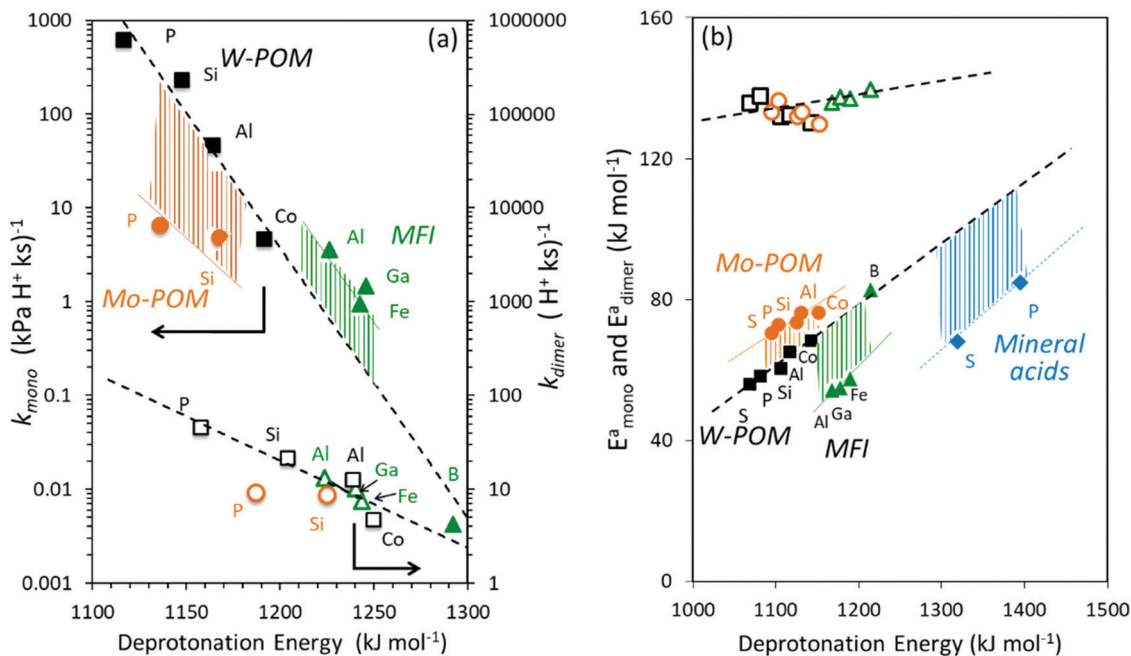 (a)
1000
100
10
1
0.1
0.01
0.001
k_mono (kPa H⁺ ks)⁻¹
1000000
100000
10000
1000
100
10
1
k_dimer (H⁺ ks)⁻¹
1100 1150 1200 1250 1300
Deprotonation Energy (kJ mol⁻¹)
P
W-POM
Si
Al
Co
P
Si
Mo-POM
Al
MFI
Ga
Fe
P
Si
Al
Al
Ga
Fe
B
P
Si
Co
(b)
160
120
80
40
0
Eᵃmono and Eᵃdimer (kJ mol⁻¹)
1000 1100 1200 1300 1400 1500
Deprotonation Energy (kJ mol⁻¹)
Mo-POM
S
P
Si
Al
Co
B
Co
Al
Si
P
S
W-POM
Fe
Ga
Al
MFI
P
S
Mineral
acids